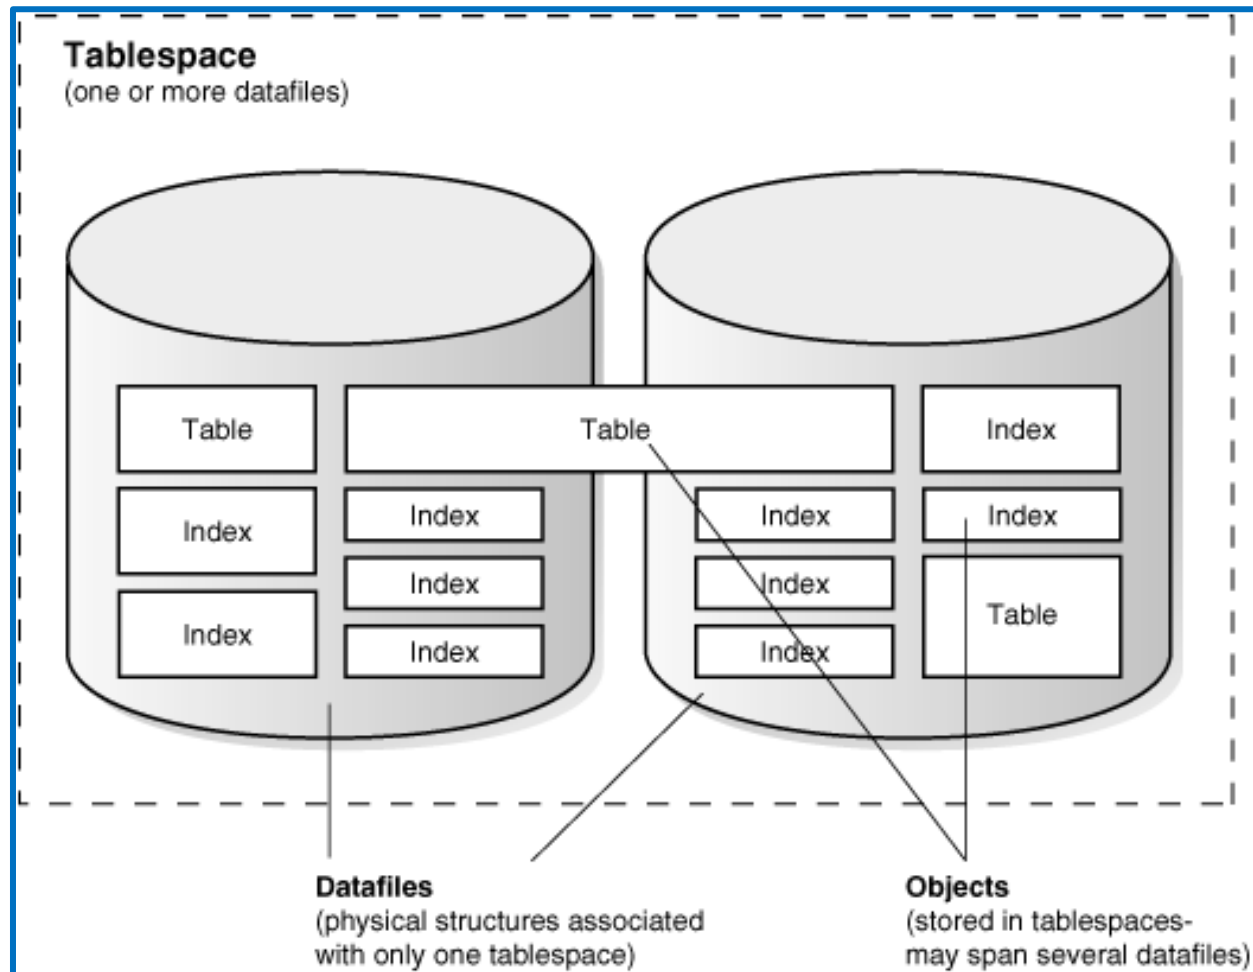 Tablespace
(one or more datafiles)
Table
Table
Index
Index
Index
Index
Index
Index
Index
Index
Table
Index
Index
Index
Datafiles
(physical structures associated
with only one tablespace)
Objects
(stored in tablespaces-
may span several datafiles)